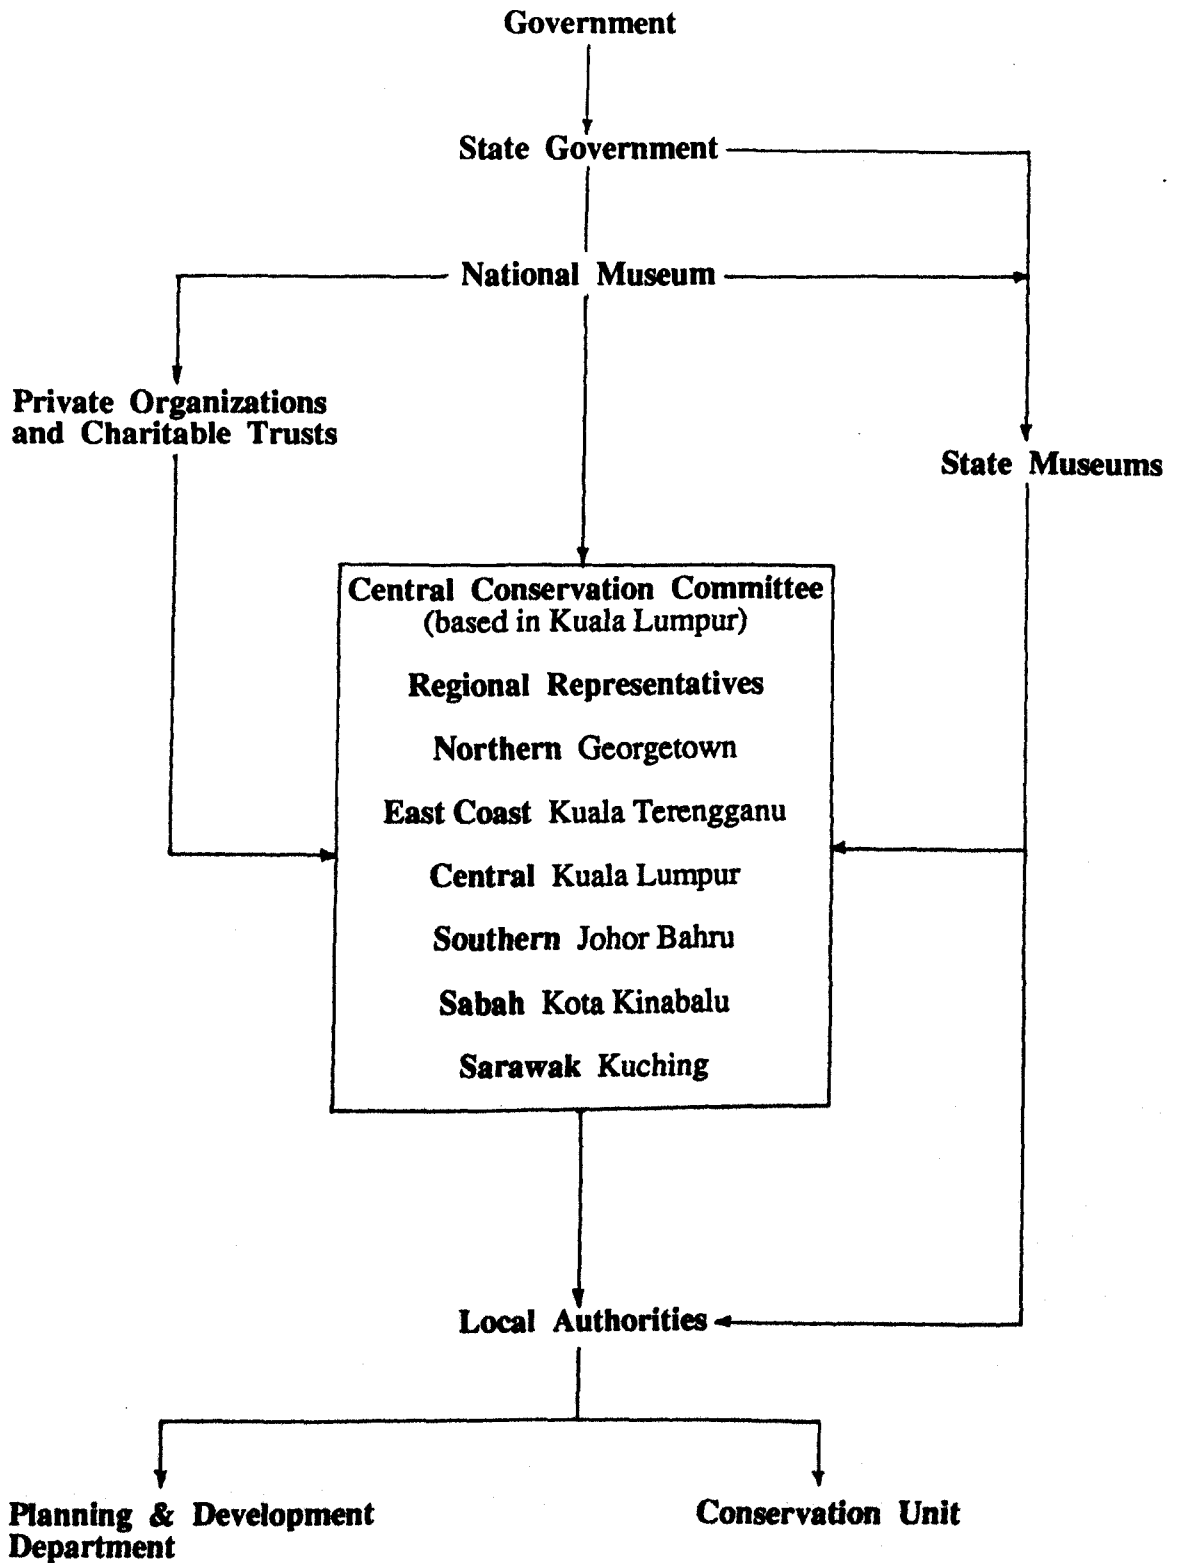 Government
State Government
National Museum
Private Organizations
and Charitable Trusts
State Museums
Central Conservation Committee
(based in Kuala Lumpur)
Regional Representatives
Northern Georgetown
East Coast Kuala Terengganu
Central Kuala Lumpur
Southern Johor Bahru
Sabah Kota Kinabalu
Sarawak Kuching
Local Authorities
Planning & Development
Department
Conservation Unit